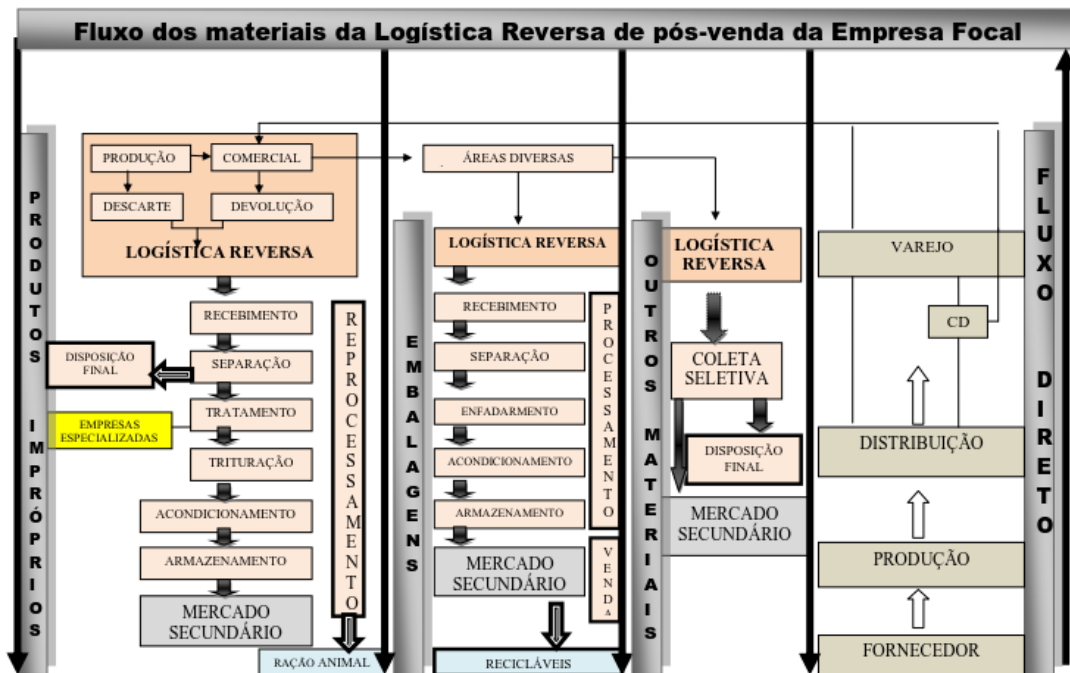 Fluxo dos materiais da Logística Reversa de pós-venda da Empresa Focal
PRODUTOS IMPRÓPRIOS
PRODUÇÃO
COMERCIAL
DESCARTE
DEVOLUÇÃO
LOGÍSTICA REVERSA
RECEBIMENTO
SEPARAÇÃO
DISPOSIÇÃO
FINAL
TRATAMENTO
EMPRESAS
ESPECIALIZADAS
TRITURAÇÃO
ACONDICIONAMENTO
ARMAZENAMENTO
MERCADO
SECUNDÁRIO
REPROCESSAMENTO
RAÇÃO ANIMAL
EMBALAGENS
ÁREAS DIVERSAS
LOGÍSTICA REVERSA
RECEBIMENTO
SEPARAÇÃO
ENFADARMENTO
ACONDICIONAMENTO
ARMAZENAMENTO
MERCADO
SECUNDÁRIO
PROCESSAMENTO
VENDA
RECICLÁVEIS
OUTROS MATERIAIS
LOGÍSTICA
REVERSA
COLETA
SELETIVA
DISPOSIÇÃO
FINAL
MERCADO
SECUNDÁRIO
VAREJO
CD
DISTRIBUIÇÃO
PRODUÇÃO
FORNECEDOR
FLUXO DIRETO